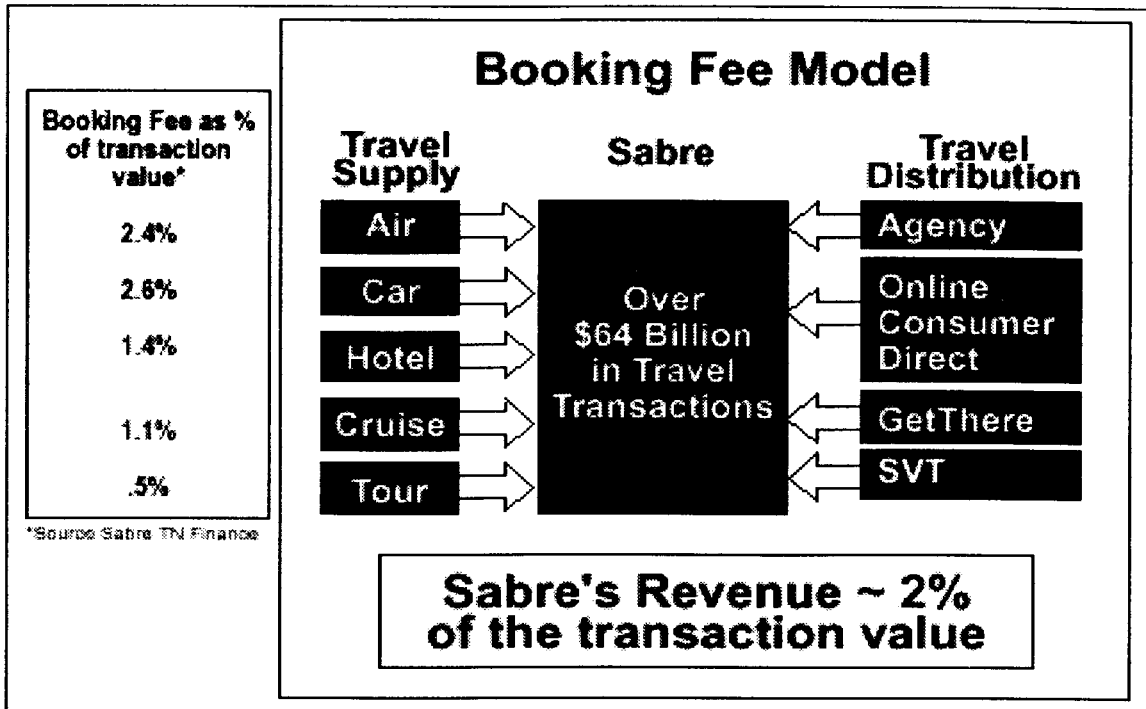 Booking Fee Model
Booking Fee as %
of transaction
value*
2.4%
2.6%
1.4%
1.1%
.5%
*Source Sabre TN Finance
Travel
Supply
Air
Car
Hotel
Cruise
Tour
Sabre
Over
$64 Billion
in Travel
Transactions
Travel
Distribution
Agency
Online
Consumer
Direct
GetThere
SVT
Sabre's Revenue ~ 2%
of the transaction value